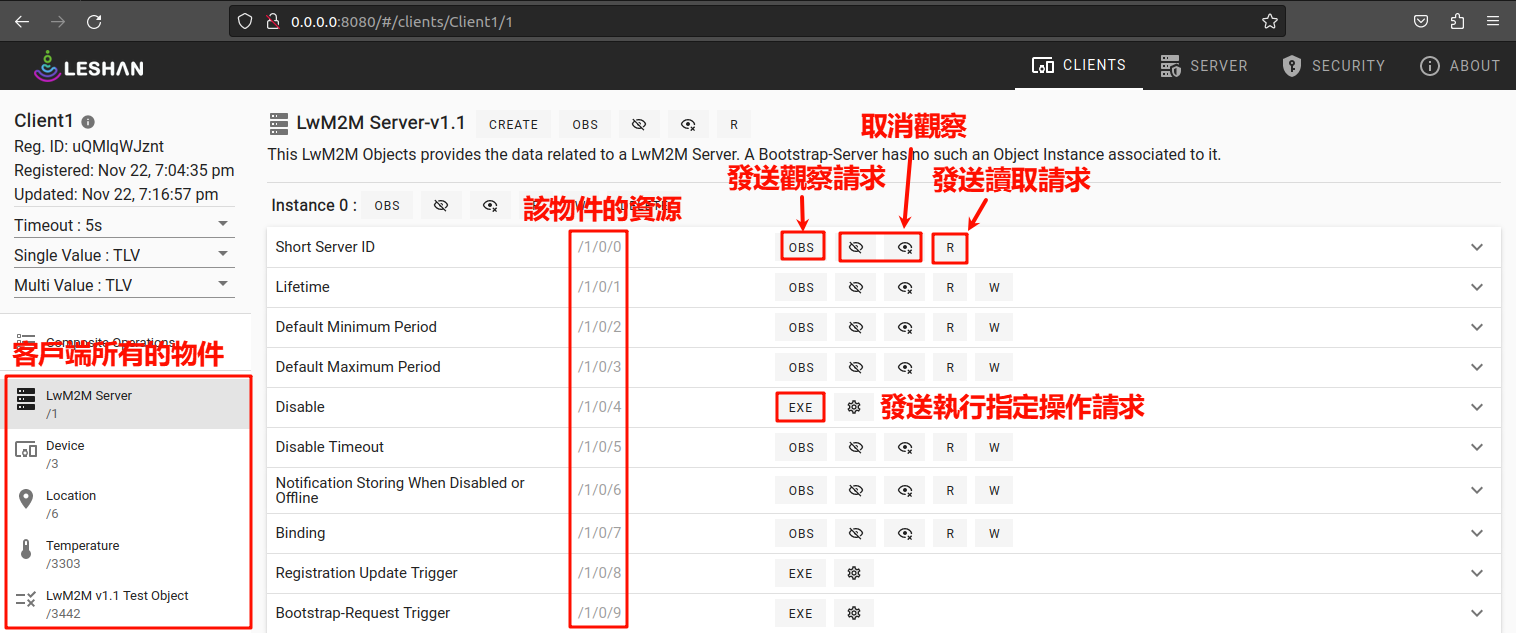 0.0.0.0:8080/#/clients/Client1/1
LESHAN
CLIENTS
SERVER
SECURITY
ABOUT
Client1
Reg. ID: uQMlqWJznt
Registered: Nov 22, 7:04:35 pm
Updated: Nov 22, 7:16:57 pm
Timeout : 5s
Single Value : TLV
Multi Value : TLV
Composite Operations
客戶端所有的物件
LwM2M Server
/1
Device
/3
Location
/6
Temperature
/3303
LwM2M v1.1 Test Object
/3442
LwM2M Server-v1.1 CREATE OBS R
取消觀察
This LwM2M Objects provides the data related to a LwM2M Server. A Bootstrap-Server has no such an Object Instance associated to it.
發送觀察請求 發送讀取請求
Instance 0 : OBS
該物件的資源
Short Server ID /1/0/0 OBS R
Lifetime /1/0/1 OBS R W
Default Minimum Period /1/0/2 OBS R W
Default Maximum Period /1/0/3 OBS R W
Disable /1/0/4 EXE 發送執行指定操作請求
Disable Timeout /1/0/5 OBS R W
Notification Storing When Disabled or
Offline /1/0/6 OBS R W
Binding /1/0/7 OBS R W
Registration Update Trigger /1/0/8 EXE
Bootstrap-Request Trigger /1/0/9 EXE